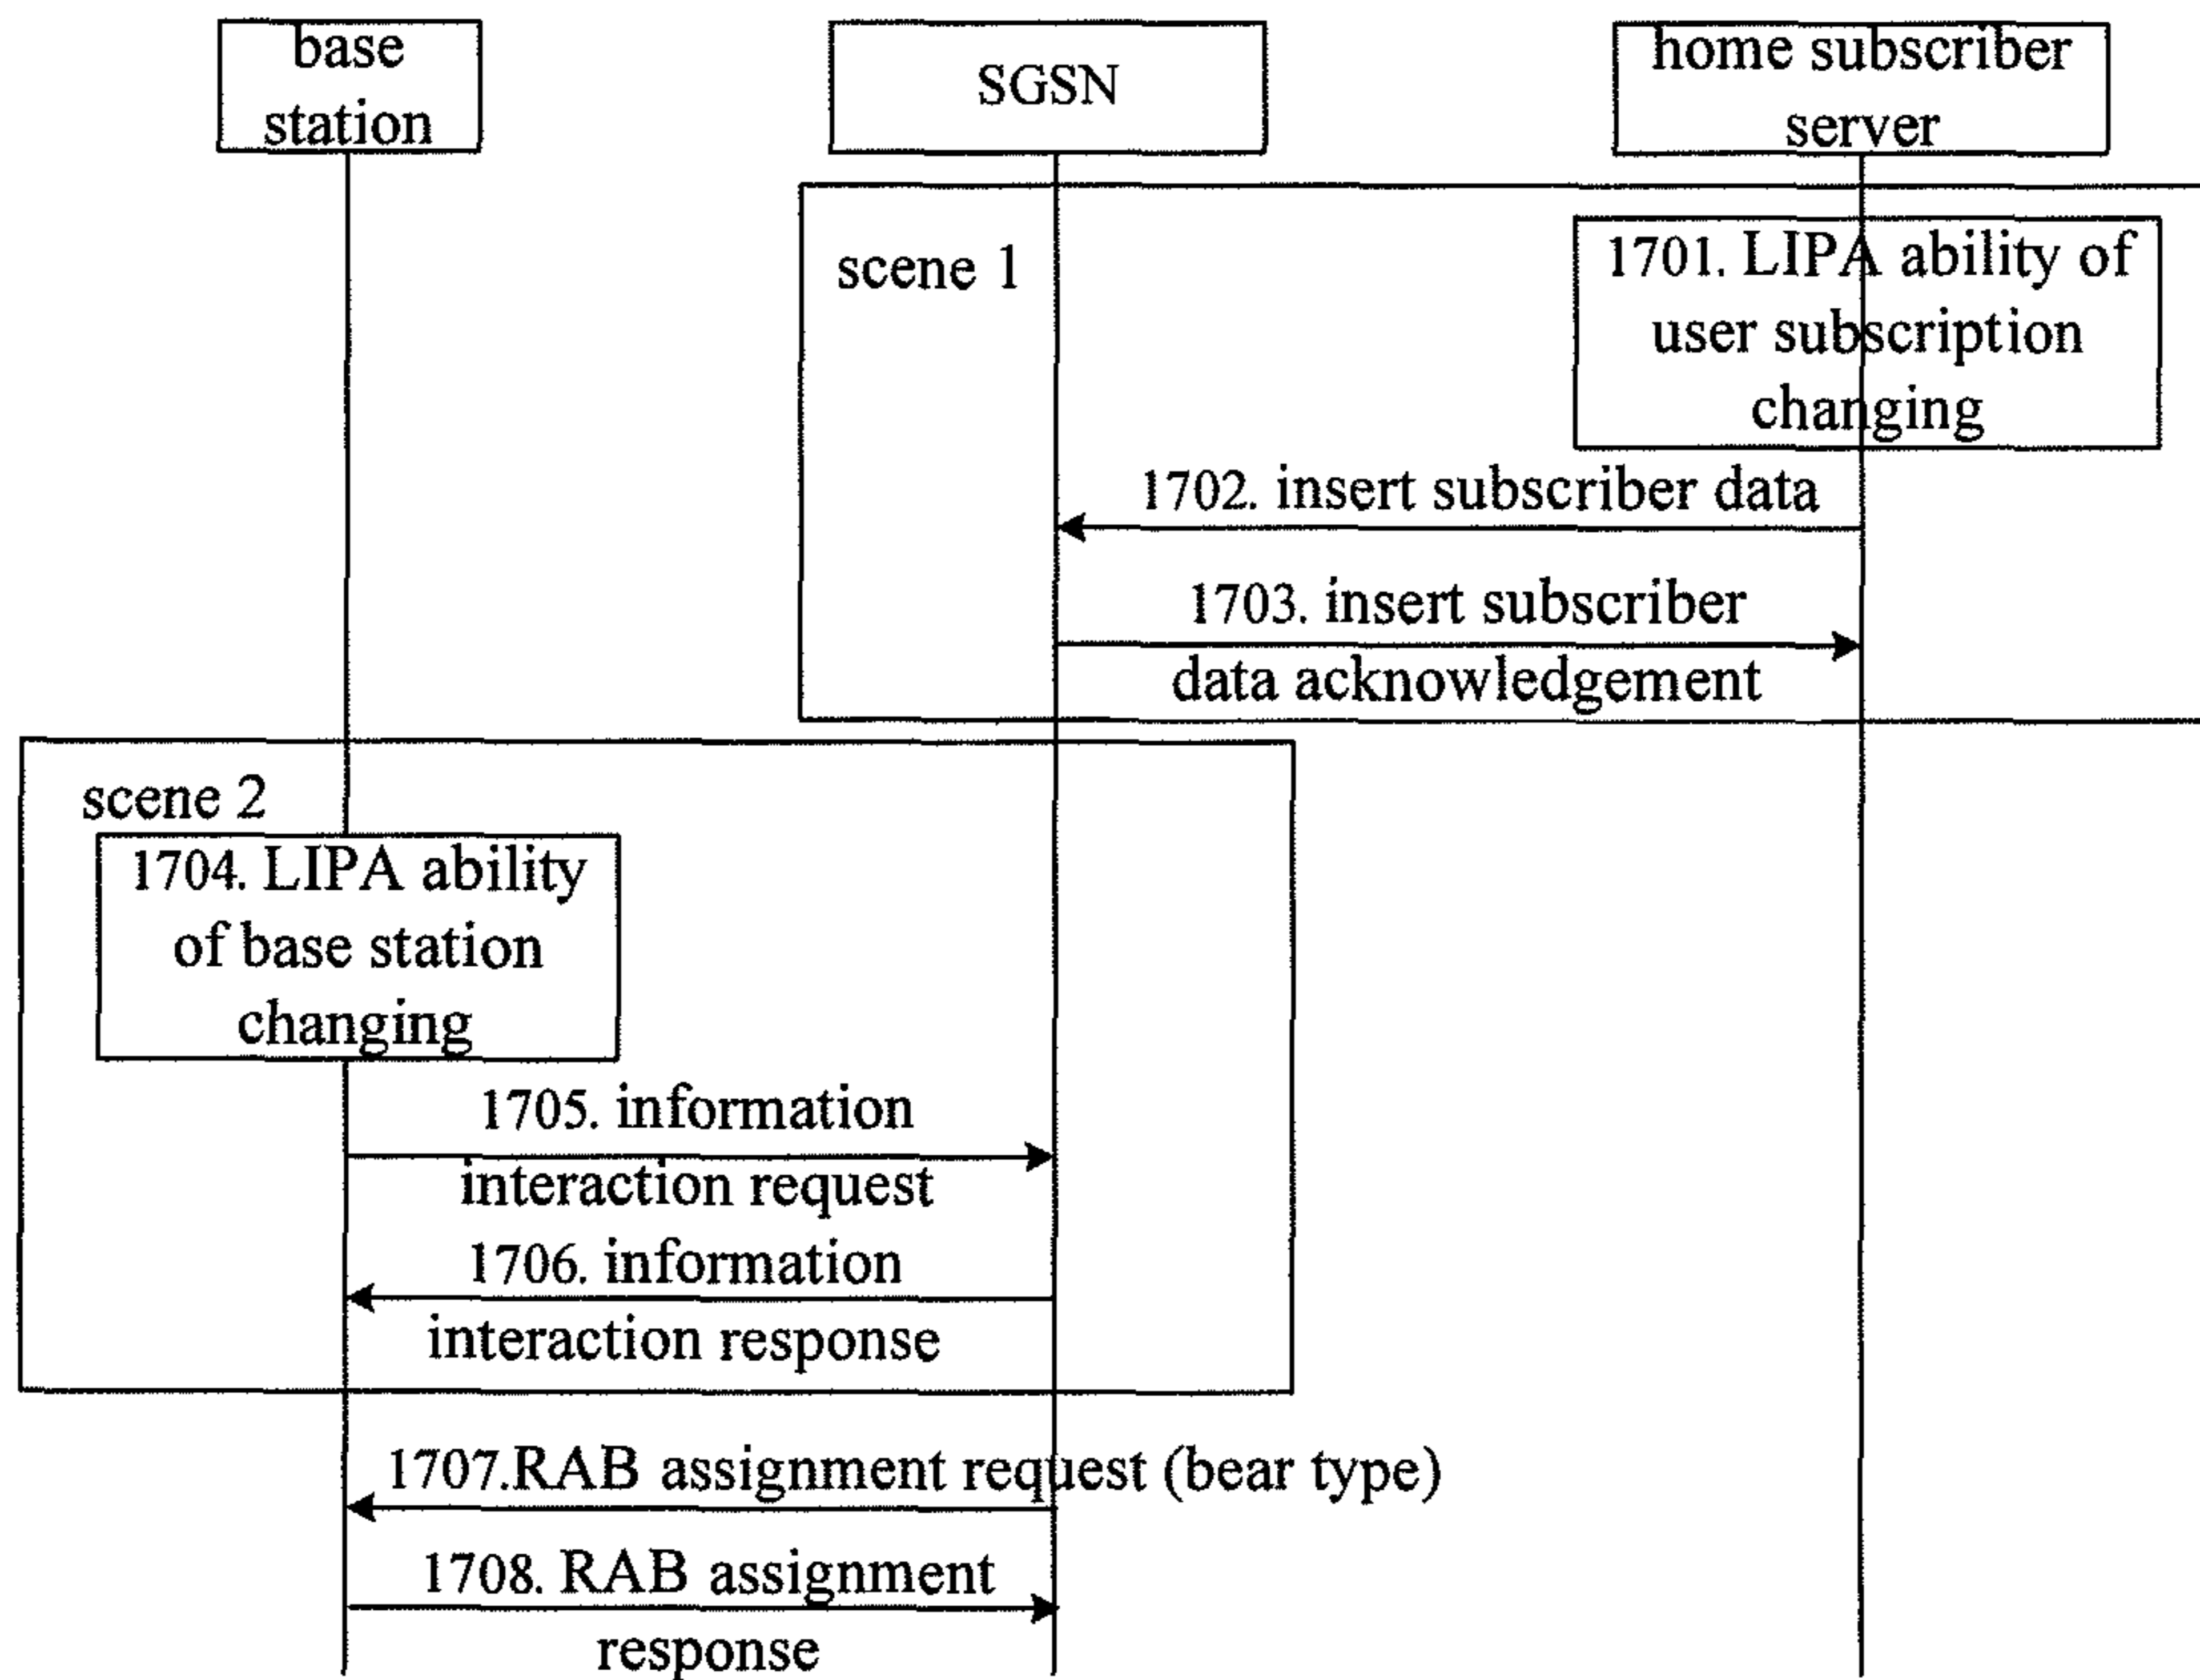 base
station
SGSN
home subscriber
server
scene 1
1701. LIPA ability of
user subscription
changing
1702. insert subscriber data
1703. insert subscriber
data acknowledgement
scene 2
1704. LIPA ability
of base station
changing
1705. information
interaction request
1706. information
interaction response
1707.RAB assignment request (bear type)
1708. RAB assignment
response